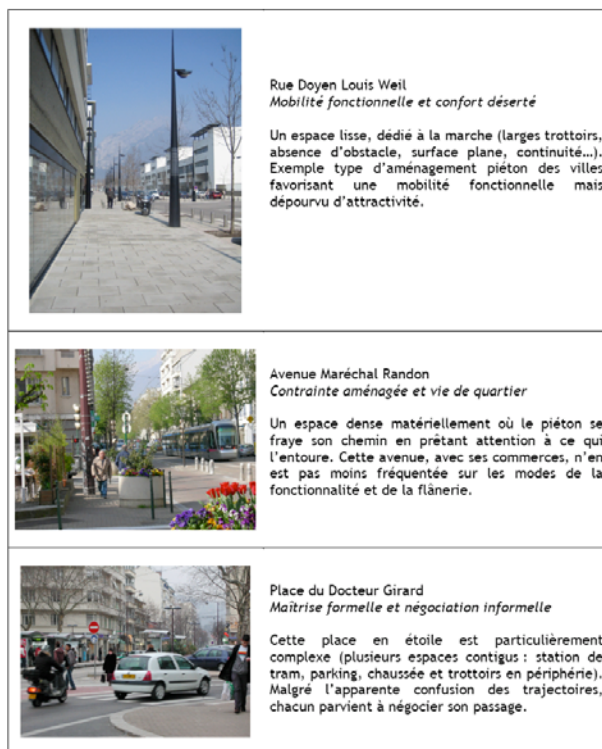 Rue Doyen Louis Weil
Mobilité fonctionnelle et confort déserté
Un espace lisse, dédié à la marche (larges trottoirs,
absence d'obstacle, surface plane, continuité…).
Exemple type d'aménagement piéton des villes
favorisant une mobilité fonctionnelle mais
dépourvu d'attractivité.
Avenue Maréchal Randon
Contrainte aménagée et vie de quartier
Un espace dense matériellement où le piéton se
fraye son chemin en prêtant attention à ce qui
l'entoure. Cette avenue, avec ses commerces, n'en
est pas moins fréquentée sur les modes de la
fonctionnalité et de la flânerie.
Place du Docteur Girard
Maîtrise formelle et négociation informelle
Cette place en étoile est particulièrement
complexe (plusieurs espaces contigus : station de
tram, parking, chaussée et trottoirs en périphérie).
Malgré l'apparente confusion des trajectoires,
chacun parvient à négocier son passage.